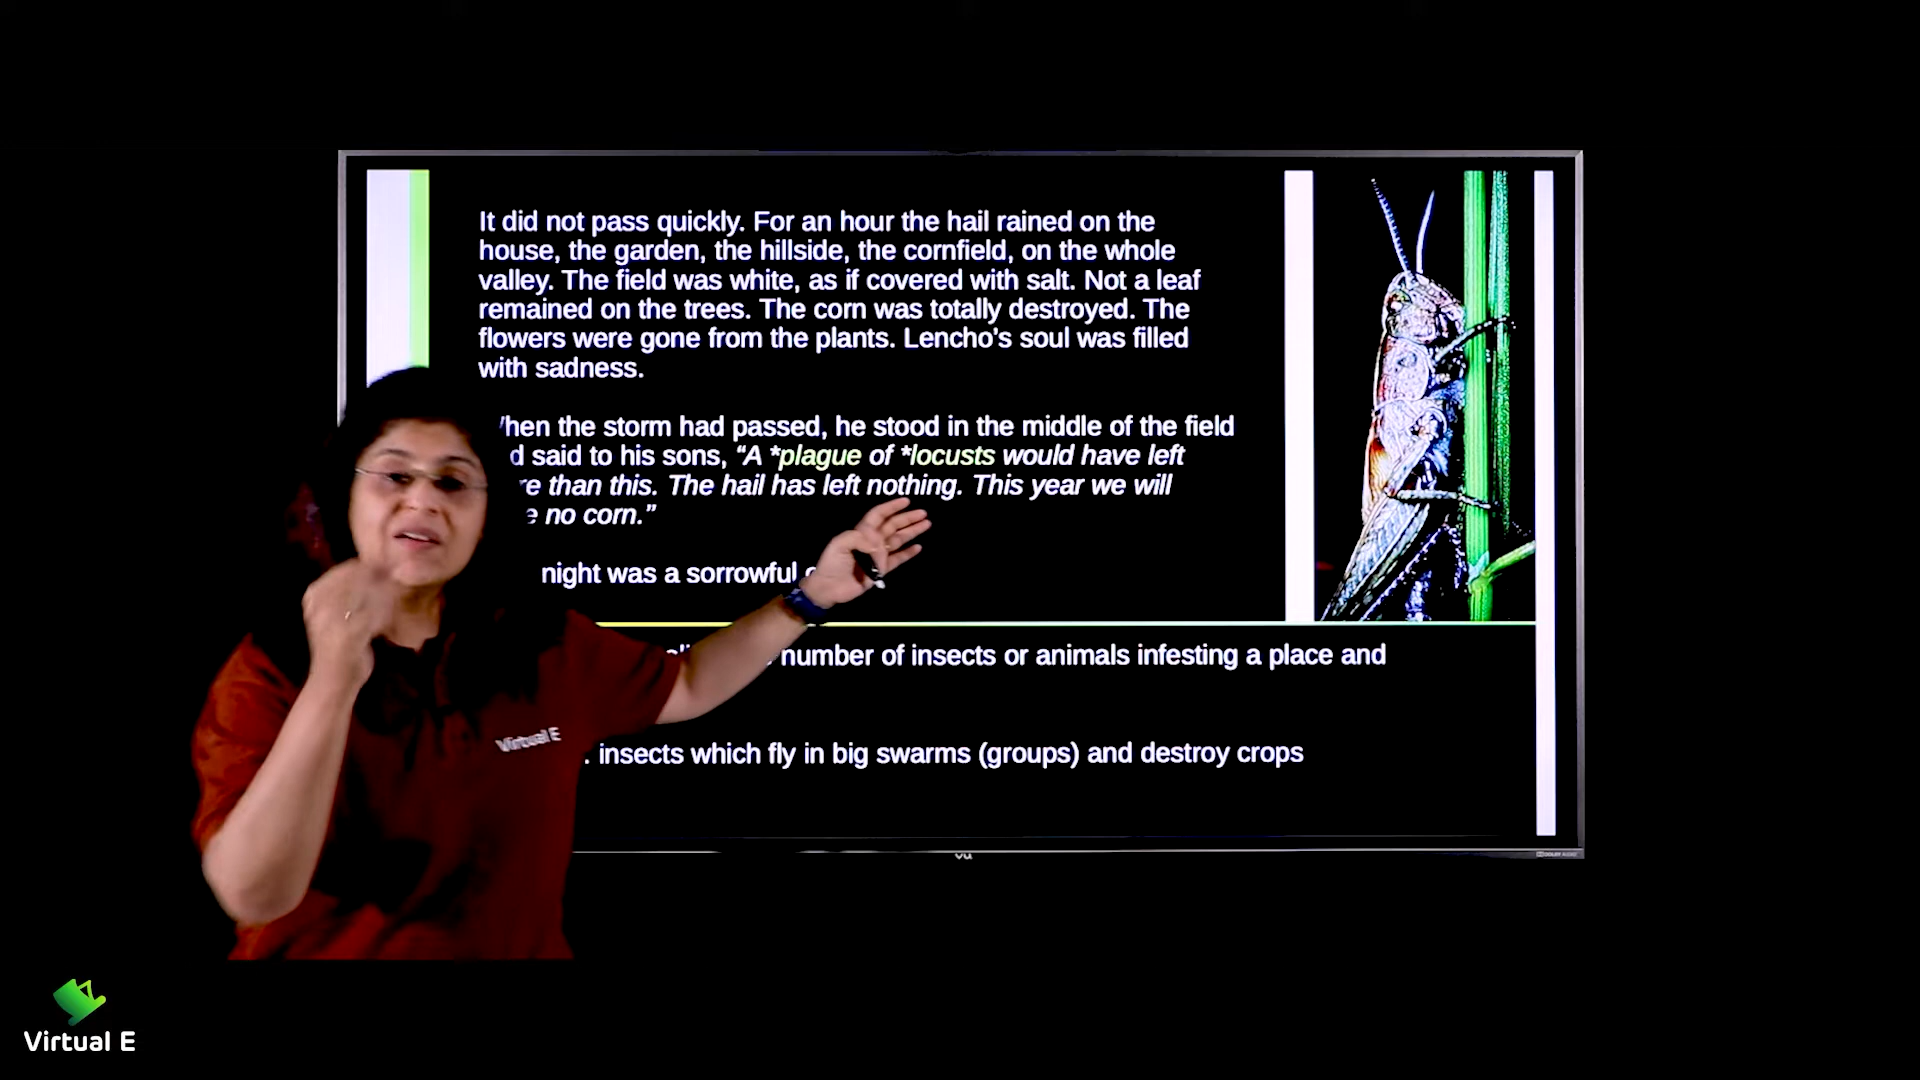 It did not pass quickly. For an hour the hail rained on the
house, the garden, the hillside, the cornfield, on the whole
valley. The field was white, as if covered with salt. Not a leaf
remained on the trees. The corn was totally destroyed. The
flowers were gone from the plants. Lencho’s soul was filled
with sadness.
the storm had passed, he stood in the middle of the field
said to his sons, “A *plague of *locusts would have left
than this. The hail has left nothing. This year we will
no corn.”
night was a sorrowful
number of insects or animals infesting a place and
. insects which fly in big swarms (groups) and destroy crops
Virtual E
vu
Virtual E